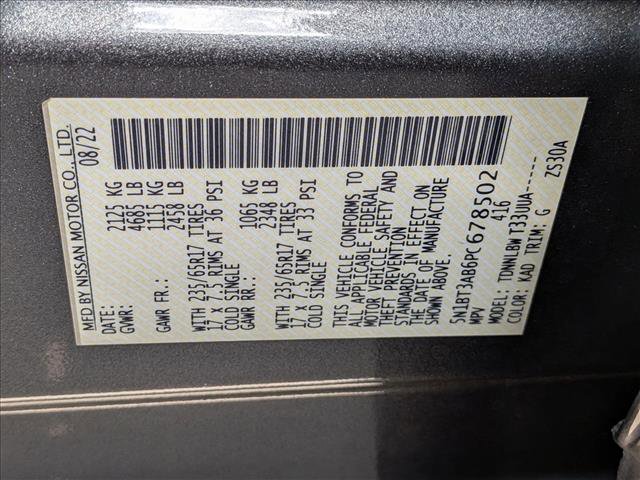 MFD BY NISSAN MOTOR CO., LTD.
DATE: 08/22
GVWR: 2125 KG
4685 LB
GAWR FR.: 1115 KG
2458 LB
WITH 235/65R17 TIRES
17 X 7.5 RIMS AT 36 PSI
COLD SINGLE
GAWR RR.: 1065 KG
2348 LB
WITH 235/65R17 TIRES
17 X 7.5 RIMS AT 33 PSI
COLD SINGLE
THIS VEHICLE CONFORMS TO
ALL APPLICABLE FEDERAL
MOTOR VEHICLE SAFETY AND
THEFT PREVENTION
STANDARDS IN EFFECT ON
THE DATE OF MANUFACTURE
SHOWN ABOVE.
5N1BT3AB6PC678502
MPV 416
MODEL: TDNNLBW T33UUA-----
COLOR: KAD TRIM: G ZS30A